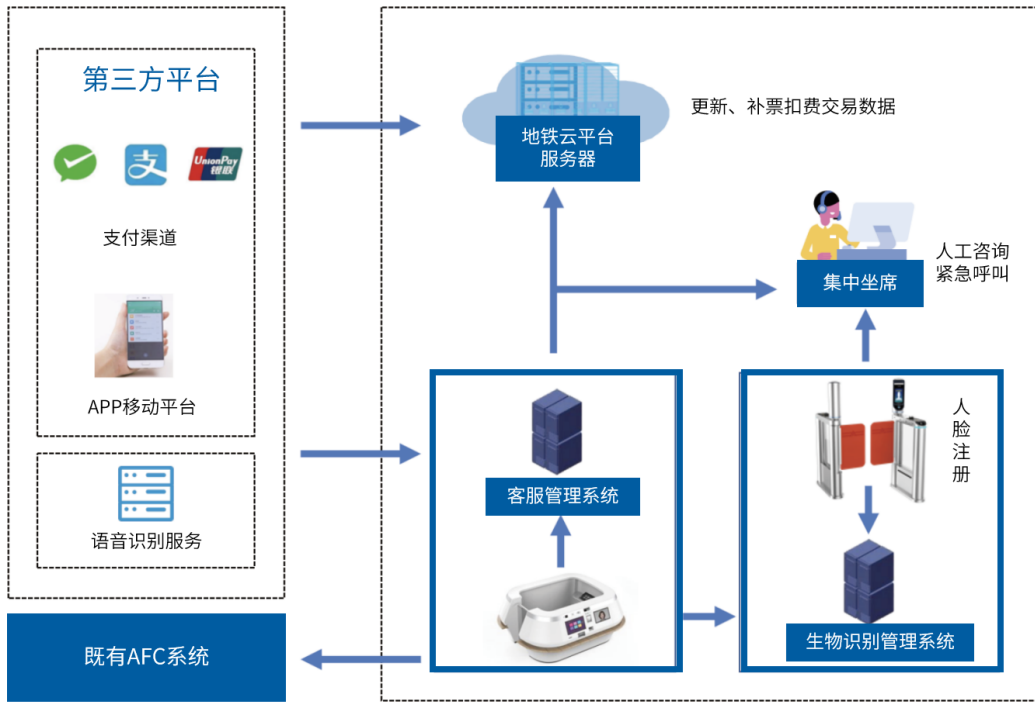 第三方平台
支
UnionPay
银联
支付渠道
APP移动平台
语音识别服务
既有AFC系统
地铁云平台
服务器
更新、补票扣费交易数据
集中坐席
人工咨询
紧急呼叫
客服管理系统
人脸注册
生物识别管理系统